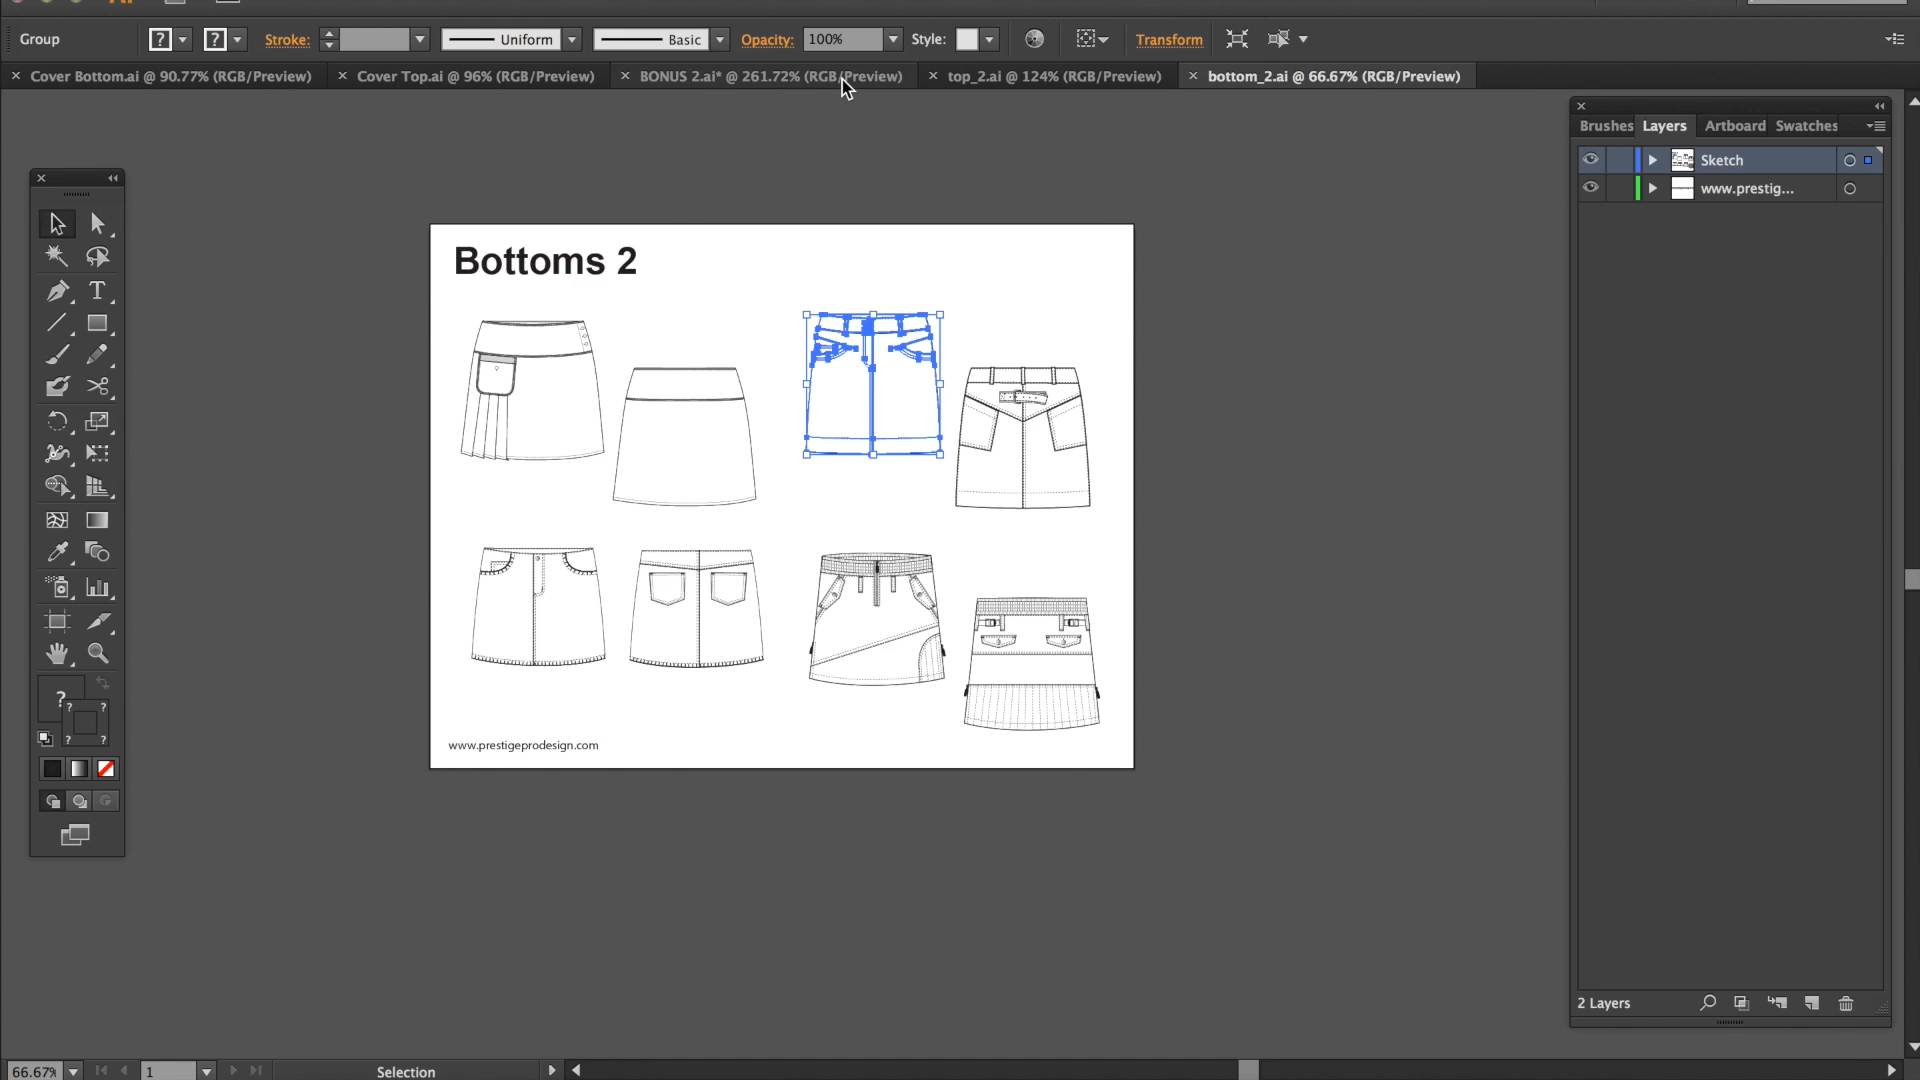 Group
? ? Stroke: Uniform Basic Opacity: 100% Style: Transform
Cover Bottom.ai @ 90.77% (RGB/Preview) Cover Top.ai @ 96% (RGB/Preview) BONUS 2.ai* @ 261.72% (RGB/Preview) top_2.ai @ 124% (RGB/Preview) bottom_2.ai @ 66.67% (RGB/Preview)
Brushes Layers Artboard Swatches
Sketch
www.prestig...
Bottoms 2
www.prestigeprodesign.com
2 Layers
66.67% 1 Selection